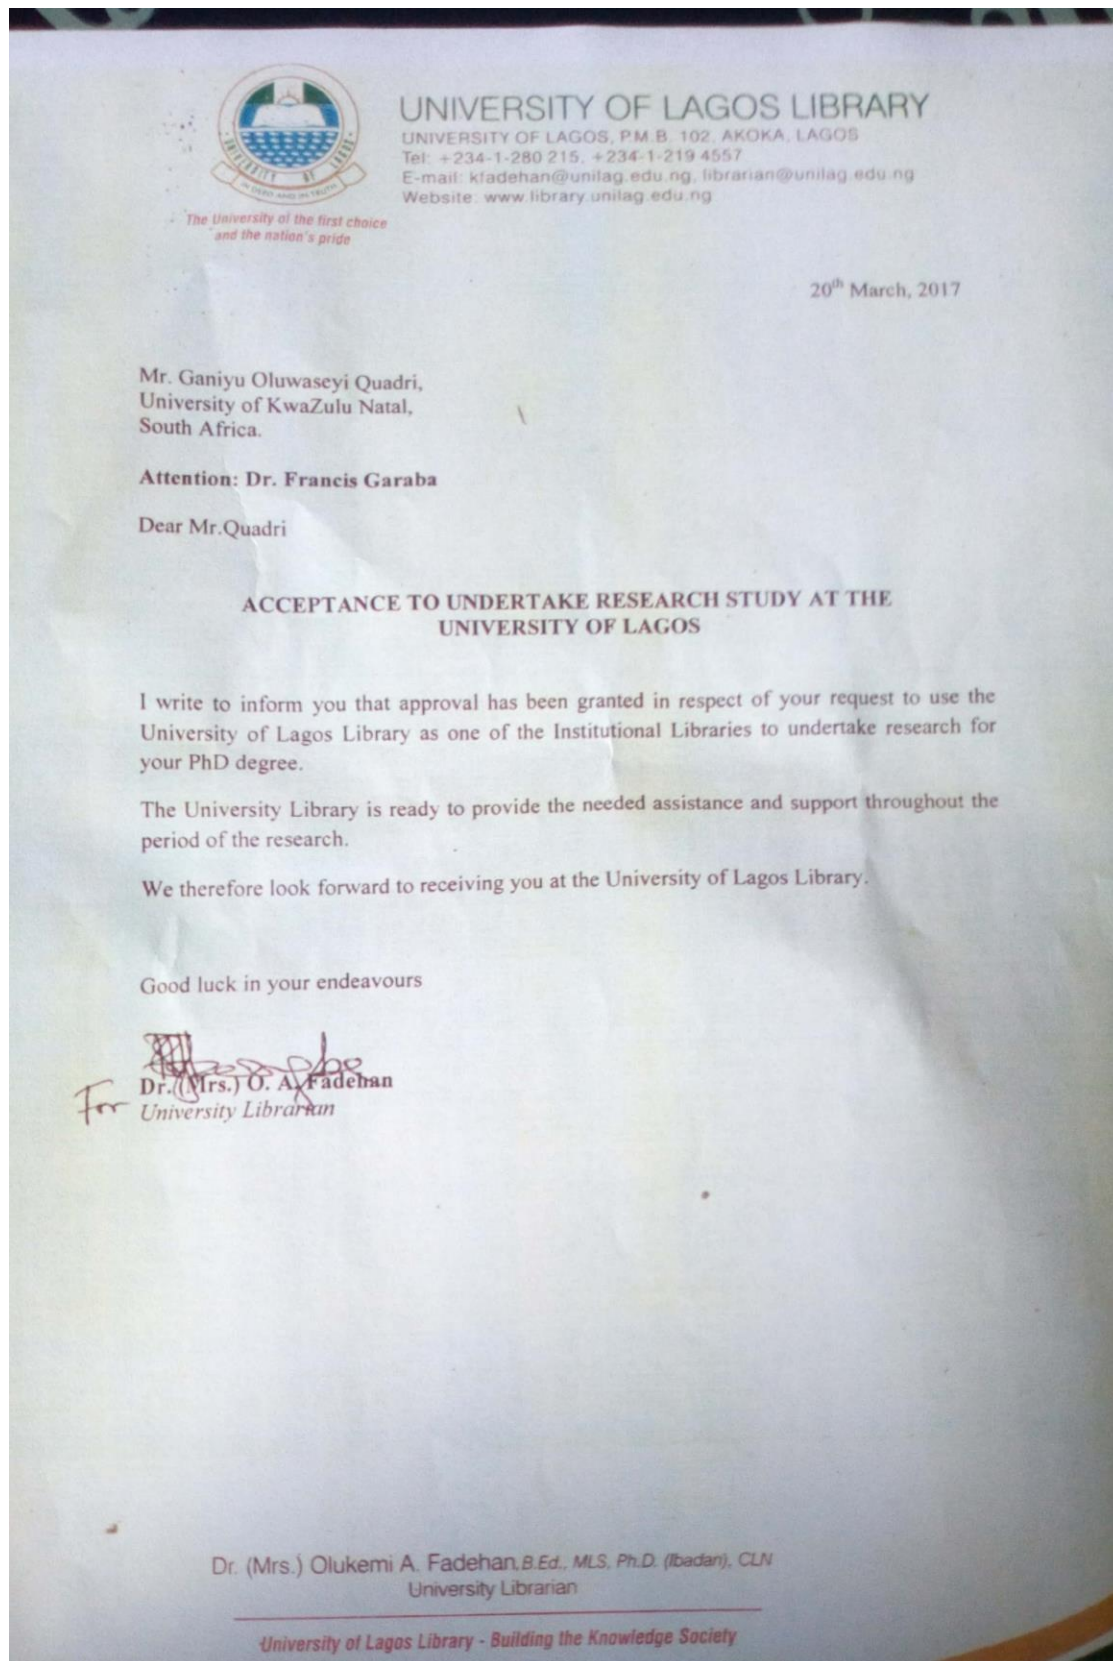 UNIVERSITY OF LAGOS LIBRARY
UNIVERSITY OF LAGOS, P.M.B. 102, AKOKA, LAGOS
Tel: +234-1-280 215, +234-1-219 4557
E-mail: kfadehan@unilag.edu.ng, librarian@unilag.edu.ng
Website: www.library.unilag.edu.ng
UNIVERSITY OF LAGOS
IN DEED AND IN TRUTH
The University of the first choice
and the nation's pride
20th March, 2017
Mr. Ganiyu Oluwaseyi Quadri,
University of KwaZulu Natal,
South Africa.
Attention: Dr. Francis Garaba
Dear Mr.Quadri
ACCEPTANCE TO UNDERTAKE RESEARCH STUDY AT THE
UNIVERSITY OF LAGOS
I write to inform you that approval has been granted in respect of your request to use the
University of Lagos Library as one of the Institutional Libraries to undertake research for
your PhD degree.
The University Library is ready to provide the needed assistance and support throughout the
period of the research.
We therefore look forward to receiving you at the University of Lagos Library.
Good luck in your endeavours
Dr. (Mrs.) O. A. Fadehan
For University Librarian
Dr. (Mrs.) Olukemi A. Fadehan, B.Ed., MLS, Ph.D. (Ibadan), CLN
University Librarian
University of Lagos Library - Building the Knowledge Society